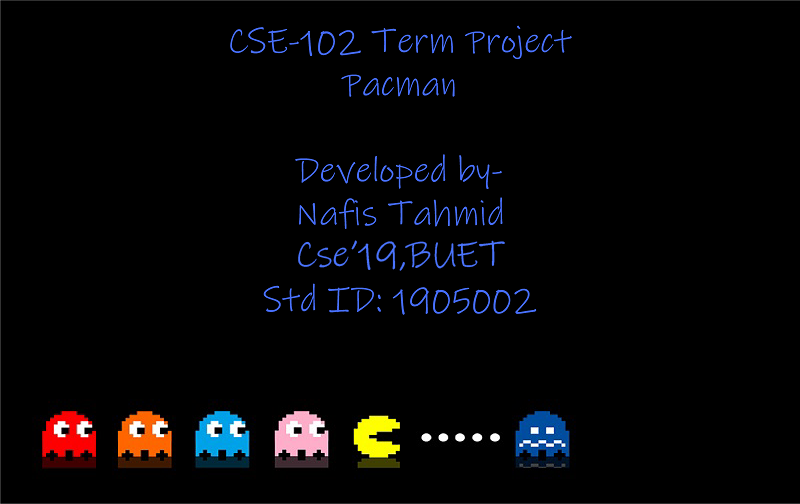 CSE-102 Term Project
Pacman
Developed by-
Nafis Tahmid
Cse'19,BUET
Std ID: 1905002